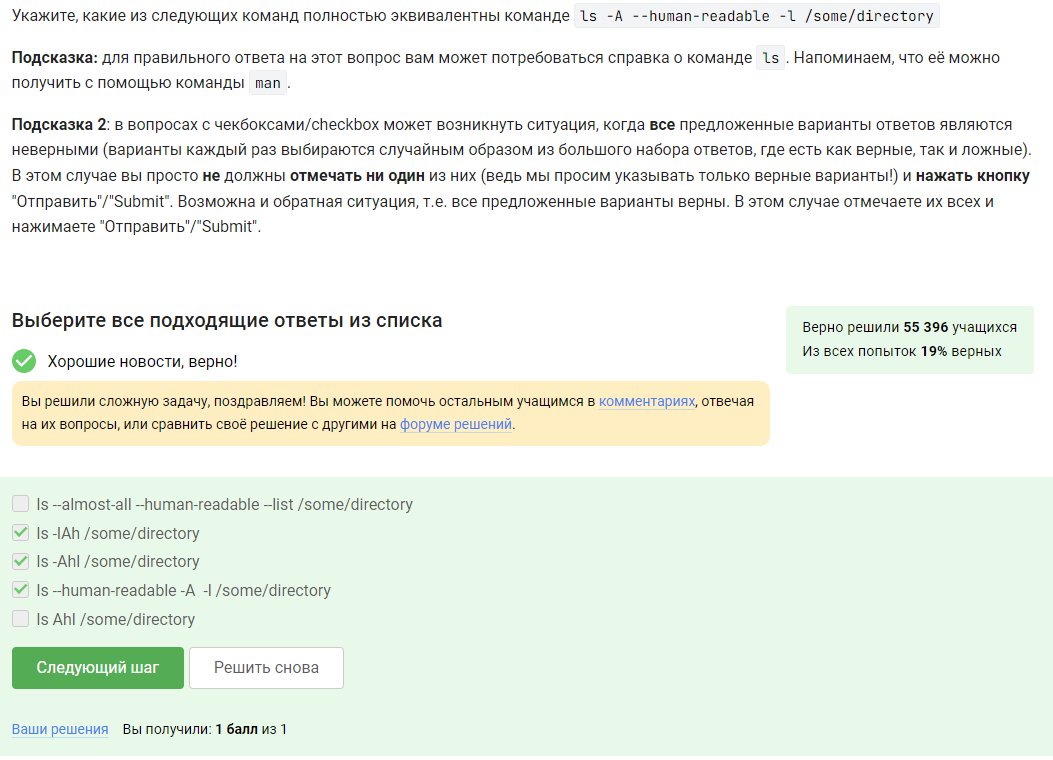 Укажите, какие из следующих команд полностью эквивалентны команде ls -A --human-readable -l /some/directory
Подсказка: для правильного ответа на этот вопрос вам может потребоваться справка о команде ls. Напоминаем, что её можно
получить с помощью команды man.
Подсказка 2: в вопросах с чекбоксами/checkbox может возникнуть ситуация, когда все предложенные варианты ответов являются
неверными (варианты каждый раз выбираются случайным образом из большого набора ответов, где есть как верные, так и ложные).
В этом случае вы просто не должны отмечать ни один из них (ведь мы просим указывать только верные варианты!) и нажать кнопку
"Отправить"/"Submit". Возможна и обратная ситуация, т.е. все предложенные варианты верны. В этом случае отмечаете их всех и
нажимаете "Отправить"/"Submit".
Выберите все подходящие ответы из списка
Хорошие новости, верно!
Вы решили сложную задачу, поздравляем! Вы можете помочь остальным учащимся в комментариях, отвечая
на их вопросы, или сравнить своё решение с другими на форуме решений.
Верно решили 55 396 учащихся
Из всех попыток 19% верных
ls --almost-all --human-readable --list /some/directory
ls -lAh /some/directory
ls -Ahl /some/directory
ls --human-readable -A  -l /some/directory
ls Ahl /some/directory
Следующий шаг
Решить снова
Ваши решения Вы получили: 1 балл из 1